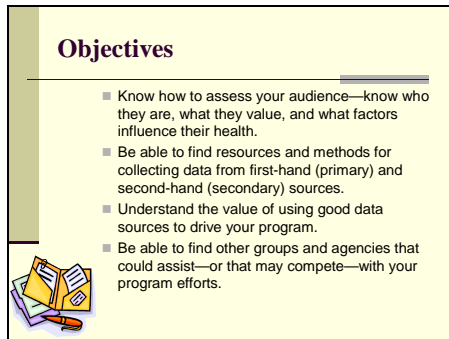 Objectives
Know how to assess your audience—know who
they are, what they value, and what factors
influence their health.
Be able to find resources and methods for
collecting data from first-hand (primary) and
second-hand (secondary) sources.
Understand the value of using good data
sources to drive your program.
Be able to find other groups and agencies that
could assist—or that may compete—with your
program efforts.